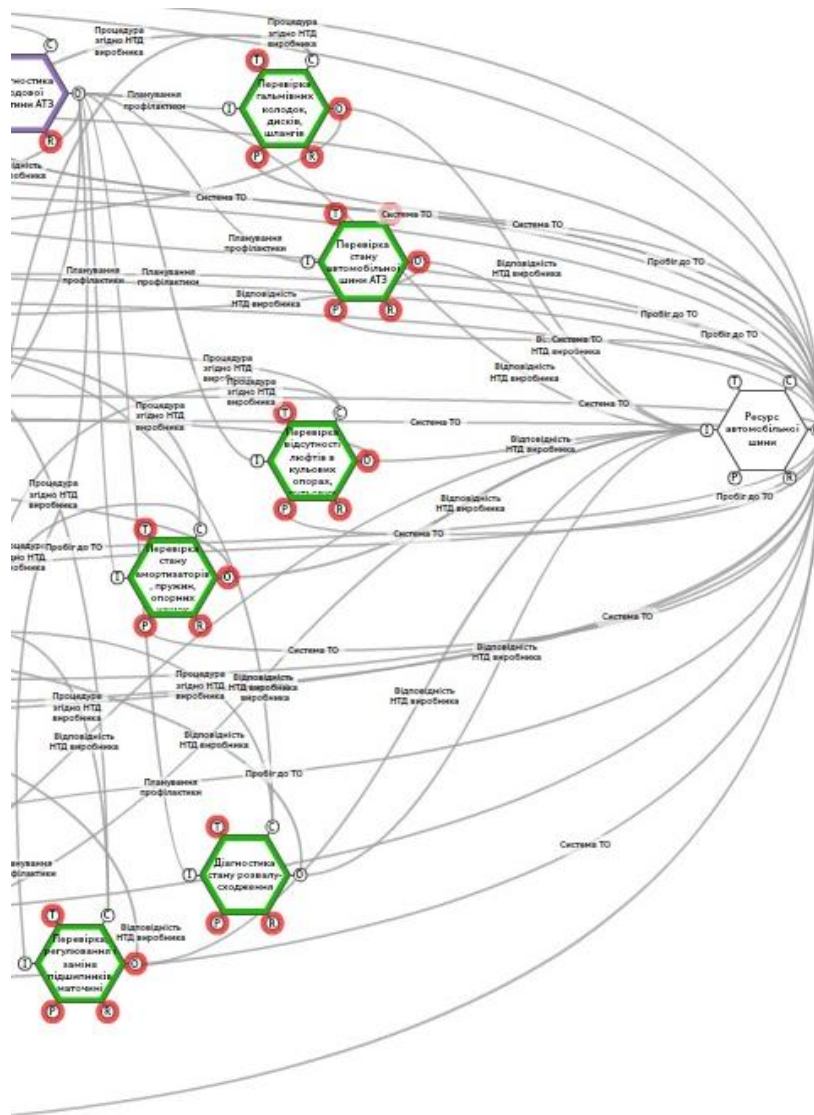 Процедура
згідно НТД
виробника
Процедура
згідно НТД
виробника
C
T
C
ностика
одової
тини АТЗ
O
R
Планування
профілактики
Перевірка
гальмівних
колодок,
дисків,
шлангів
I
O
P
R
Система ТО
T
Система ТО
Система ТО
Планування
профілактики
Перевірка
стану
автомобільної
шини АТЗ
I
O
P
R
Відповідність
НТД виробника
Пробіг до ТО
Планування
профілактики
Планування
профілактики
Відповідність
НТД виробника
Пробіг до ТО
Пробіг до ТО
Система ТО
НТД виробника
Відповідність
НТД виробника
Процедура
згідно НТД
Процедура
згідно НТД
виробника
Процедура
згідно НТД
виробника
Система ТО
Система ТО
T
C
Перевірка
відсутності
люфтів в
кульових
опорах,
I
O
P
R
Відповідність
НТД виробника
T
C
Ресурс
автомобільної
шини
I
P
R
Процедура
згідно НТД
виробника
Відповідність
НТД виробника
Пробіг до ТО
Система ТО
Пробіг до ТО
T
C
Перевірка
стану
амортизаторів
, пружин,
опорних
I
O
P
R
Система ТО
Система ТО
Відповідність
НТД виробника
Процедура
згідно НТД
виробника
НТД виробника
виробника
Відповідність
НТД виробника
Процедура
згідно НТД
виробника
Відповідність
НТД виробника
Відповідність
НТД виробника
Пробіг до ТО
Планування
профілактики
T
C
Діагностика
стану розвалу-
сходження
I
O
P
R
Система ТО
T
C
Перевірка,
регулювання і
заміна
підшипників
маточині
I
O
P
R
Відповідність
НТД виробника